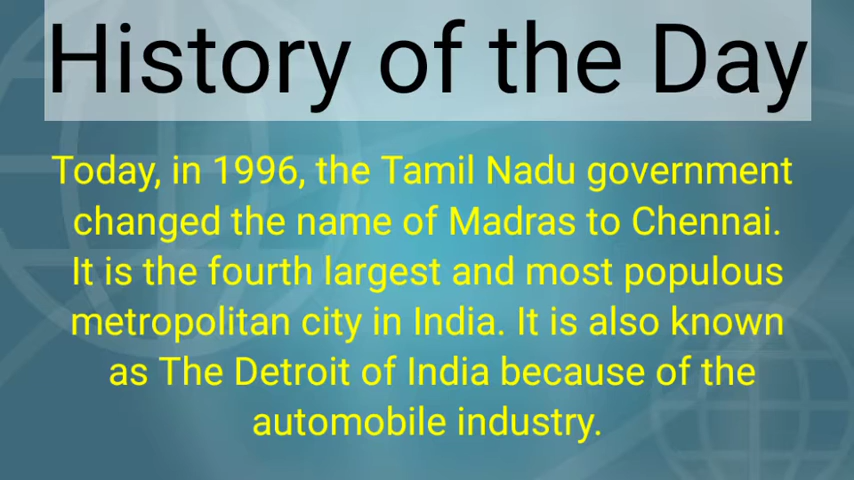 History of the Day
Today, in 1996, the Tamil Nadu government
changed the name of Madras to Chennai.
It is the fourth largest and most populous
metropolitan city in India. It is also known
as The Detroit of India because of the
automobile industry.